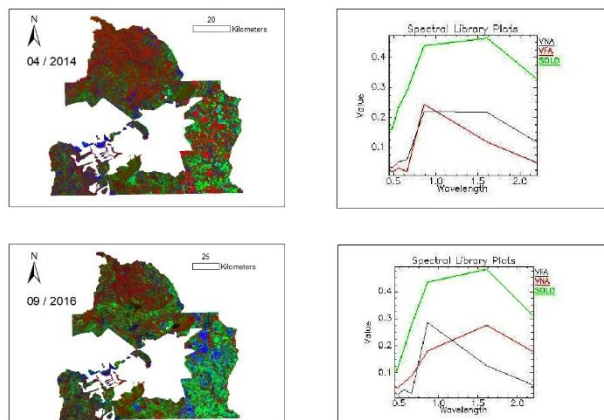 N
20
Kilometers
04 / 2014
Spectral Library Plots
VNA
VFA
SOLO
0.4
0.3
0.2
0.1
Value
0.5 1.0 1.5 2.0
Wavelength
N
25
Kilometers
09 / 2016
Spectral Library Plots
VFA
VNA
SOLO
0.4
0.3
0.2
0.1
Value
0.5 1.0 1.5 2.0
Wavelength